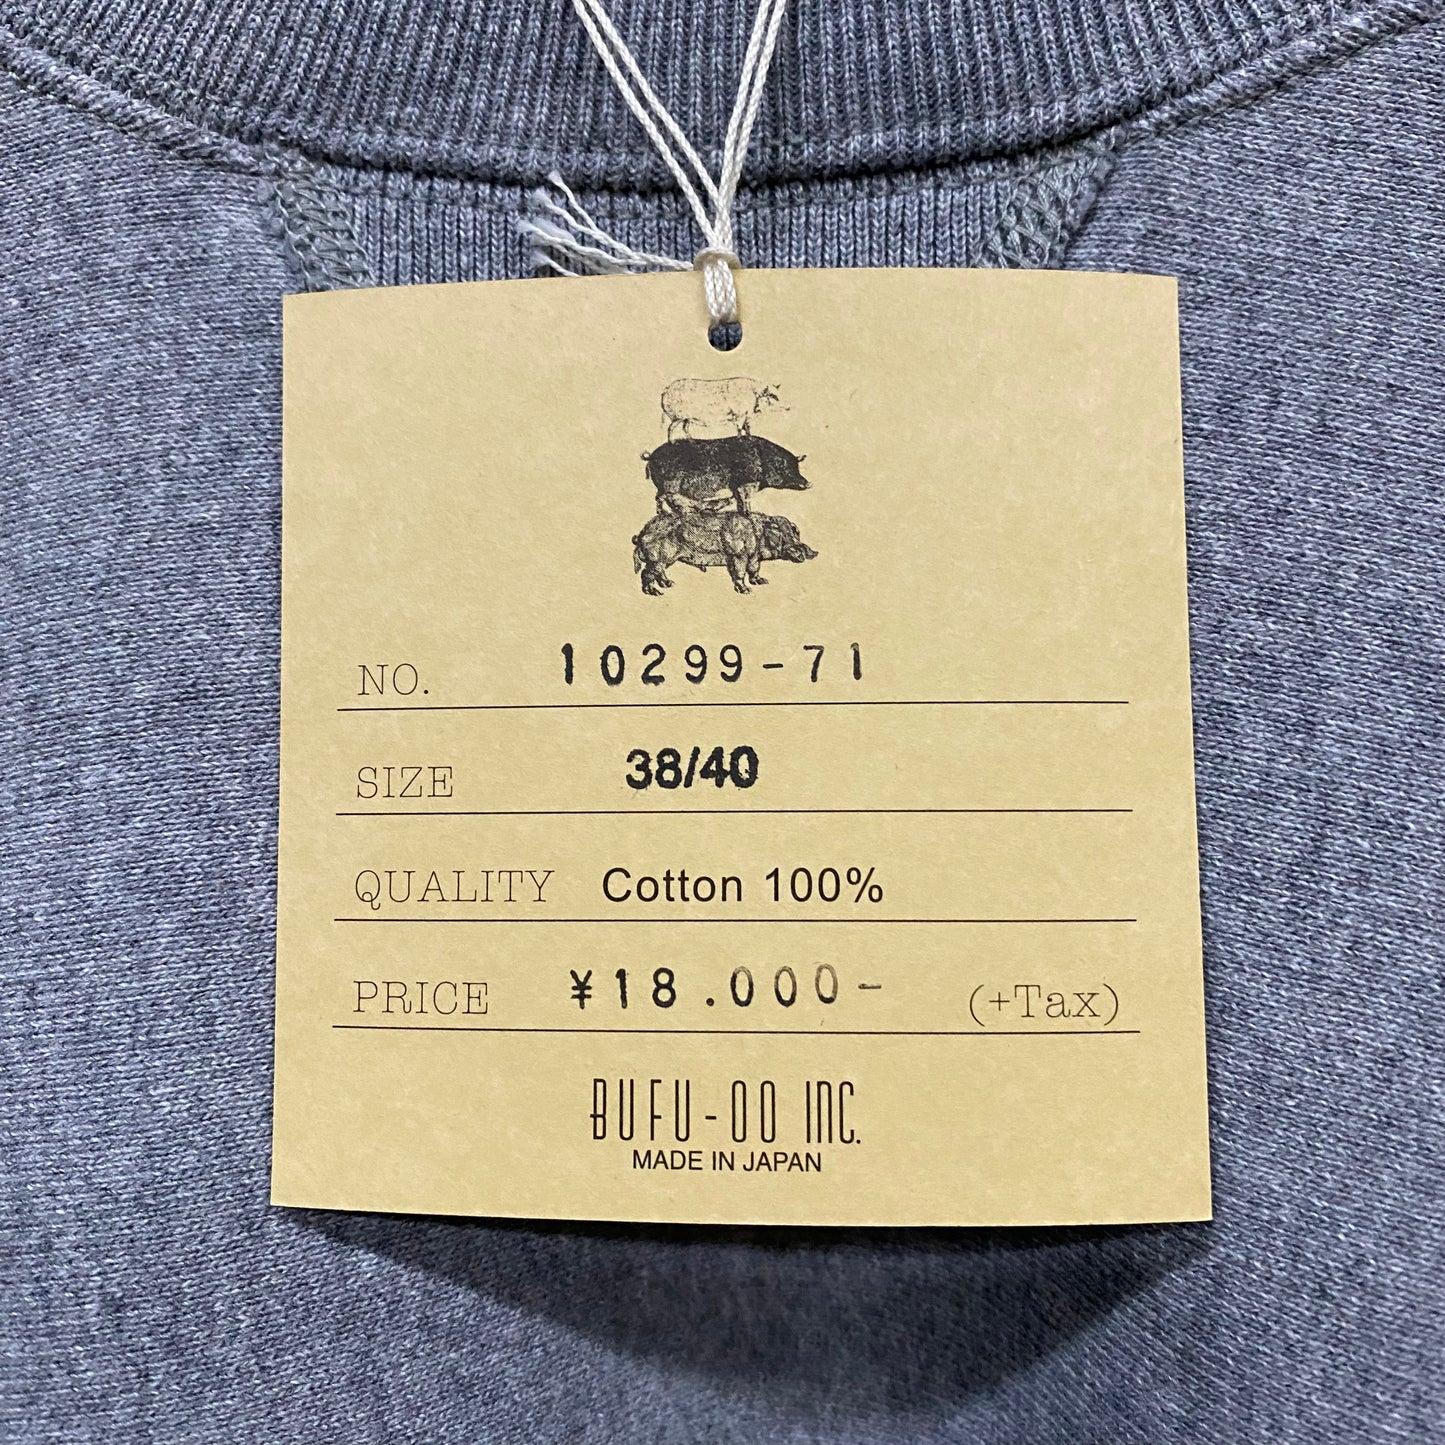 NO. 10299-71
SIZE 38/40
QUALITY Cotton 100%
PRICE ¥18.000- (+Tax)
BUFU-OO INC.
MADE IN JAPAN